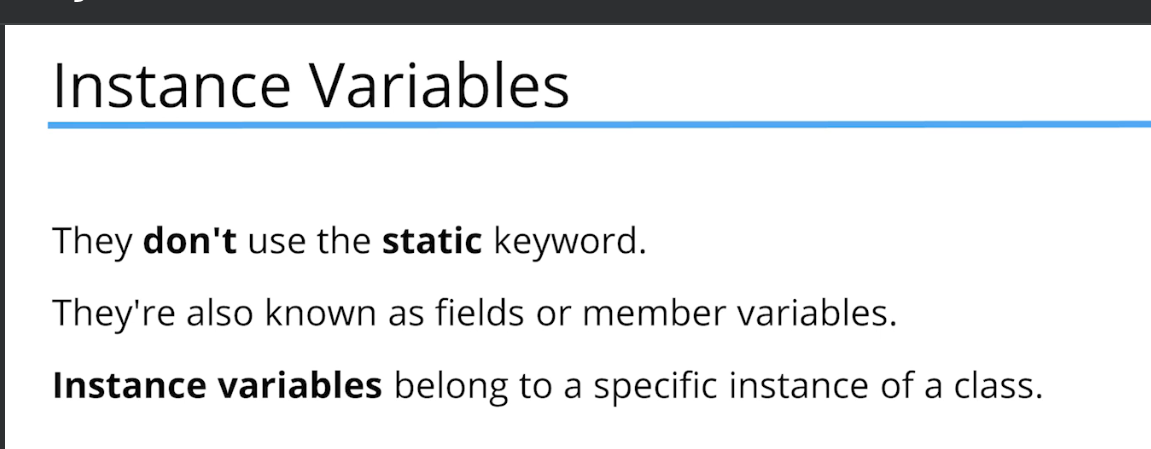 Instance Variables
They don't use the static keyword.
They're also known as fields or member variables.
Instance variables belong to a specific instance of a class.